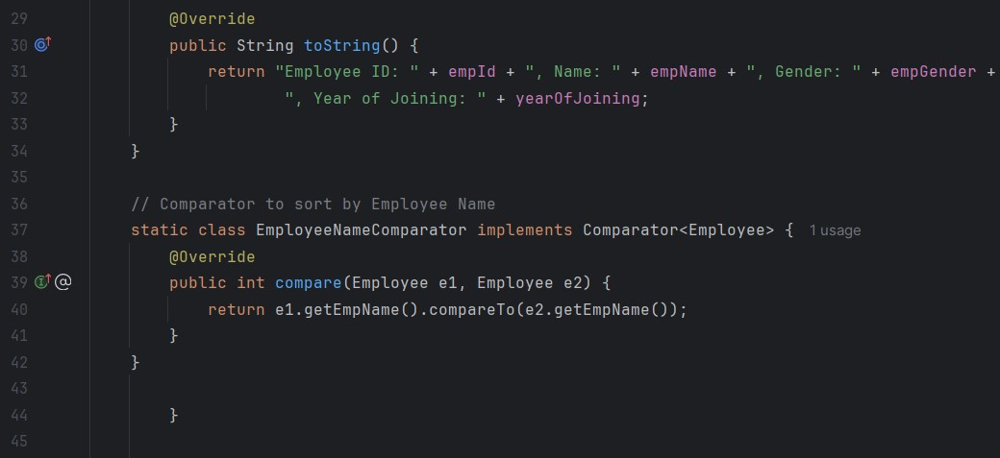 29 @Override
30 public String toString() {
31 return "Employee ID: " + empId + ", Name: " + empName + ", Gender: " + empGender +
32 ", Year of Joining: " + yearOfJoining;
33 }
34 }
35
36 // Comparator to sort by Employee Name
37 static class EmployeeNameComparator implements Comparator<Employee> { 1 usage
38 @Override
39 @ public int compare(Employee e1, Employee e2) {
40 return e1.getEmpName().compareTo(e2.getEmpName());
41 }
42 }
43
44 }
45